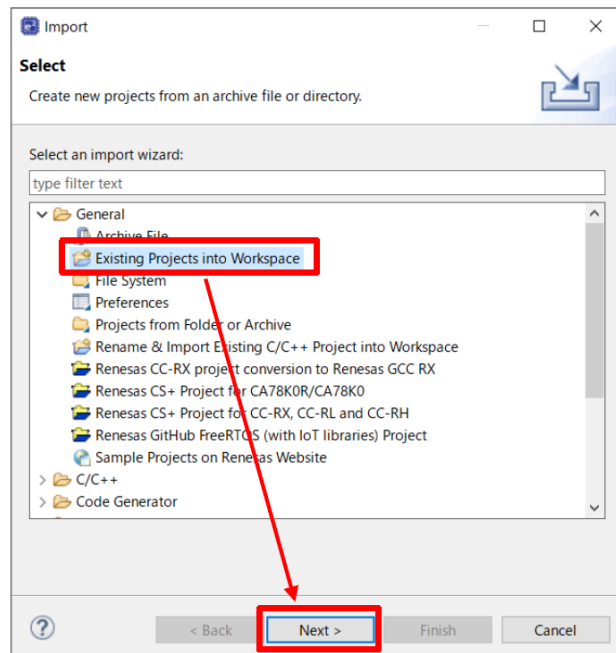 Import
Select
Create new projects from an archive file or directory.
Select an import wizard:
type filter text
General
Archive File
Existing Projects into Workspace
File System
Preferences
Projects from Folder or Archive
Rename & Import Existing C/C++ Project into Workspace
Renesas CC-RX project conversion to Renesas GCC RX
Renesas CS+ Project for CA78K0R/CA78K0
Renesas CS+ Project for CC-RX, CC-RL and CC-RH
Renesas GitHub FreeRTOS (with IoT libraries) Project
Sample Projects on Renesas Website
C/C++
Code Generator
< Back Next > Finish Cancel